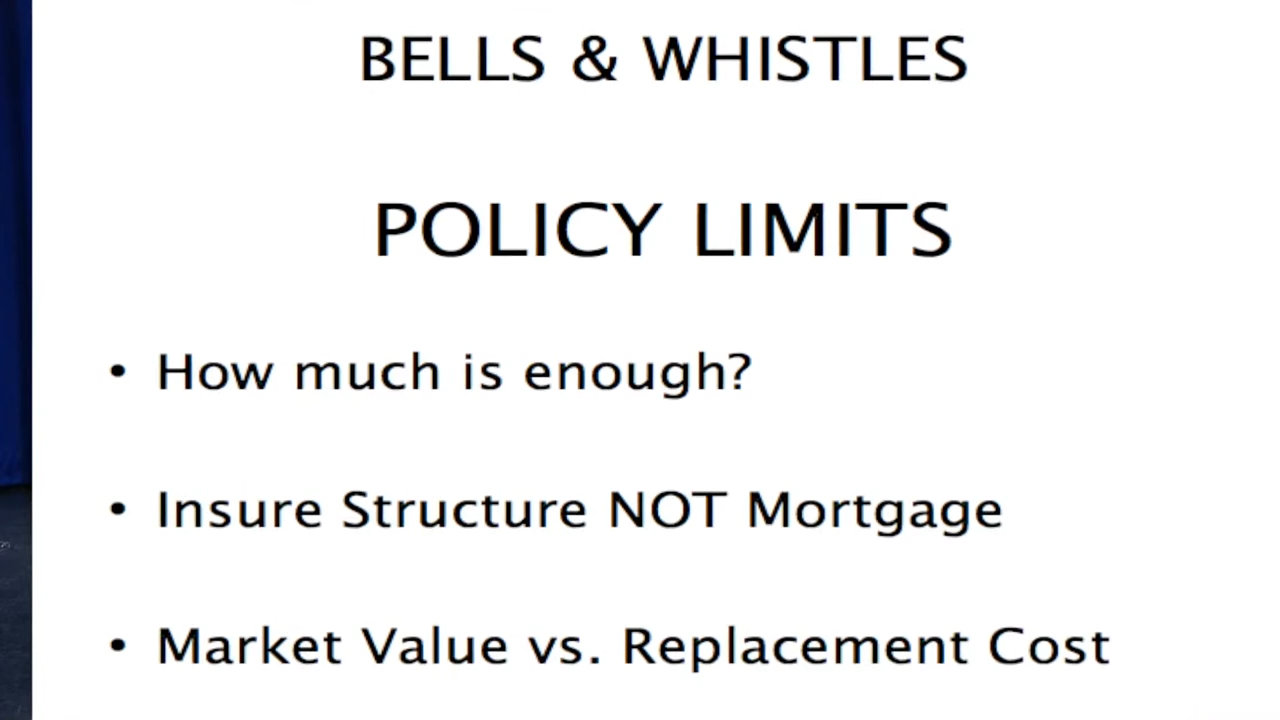 BELLS & WHISTLES
POLICY LIMITS
• How much is enough?
• Insure Structure NOT Mortgage
• Market Value vs. Replacement Cost